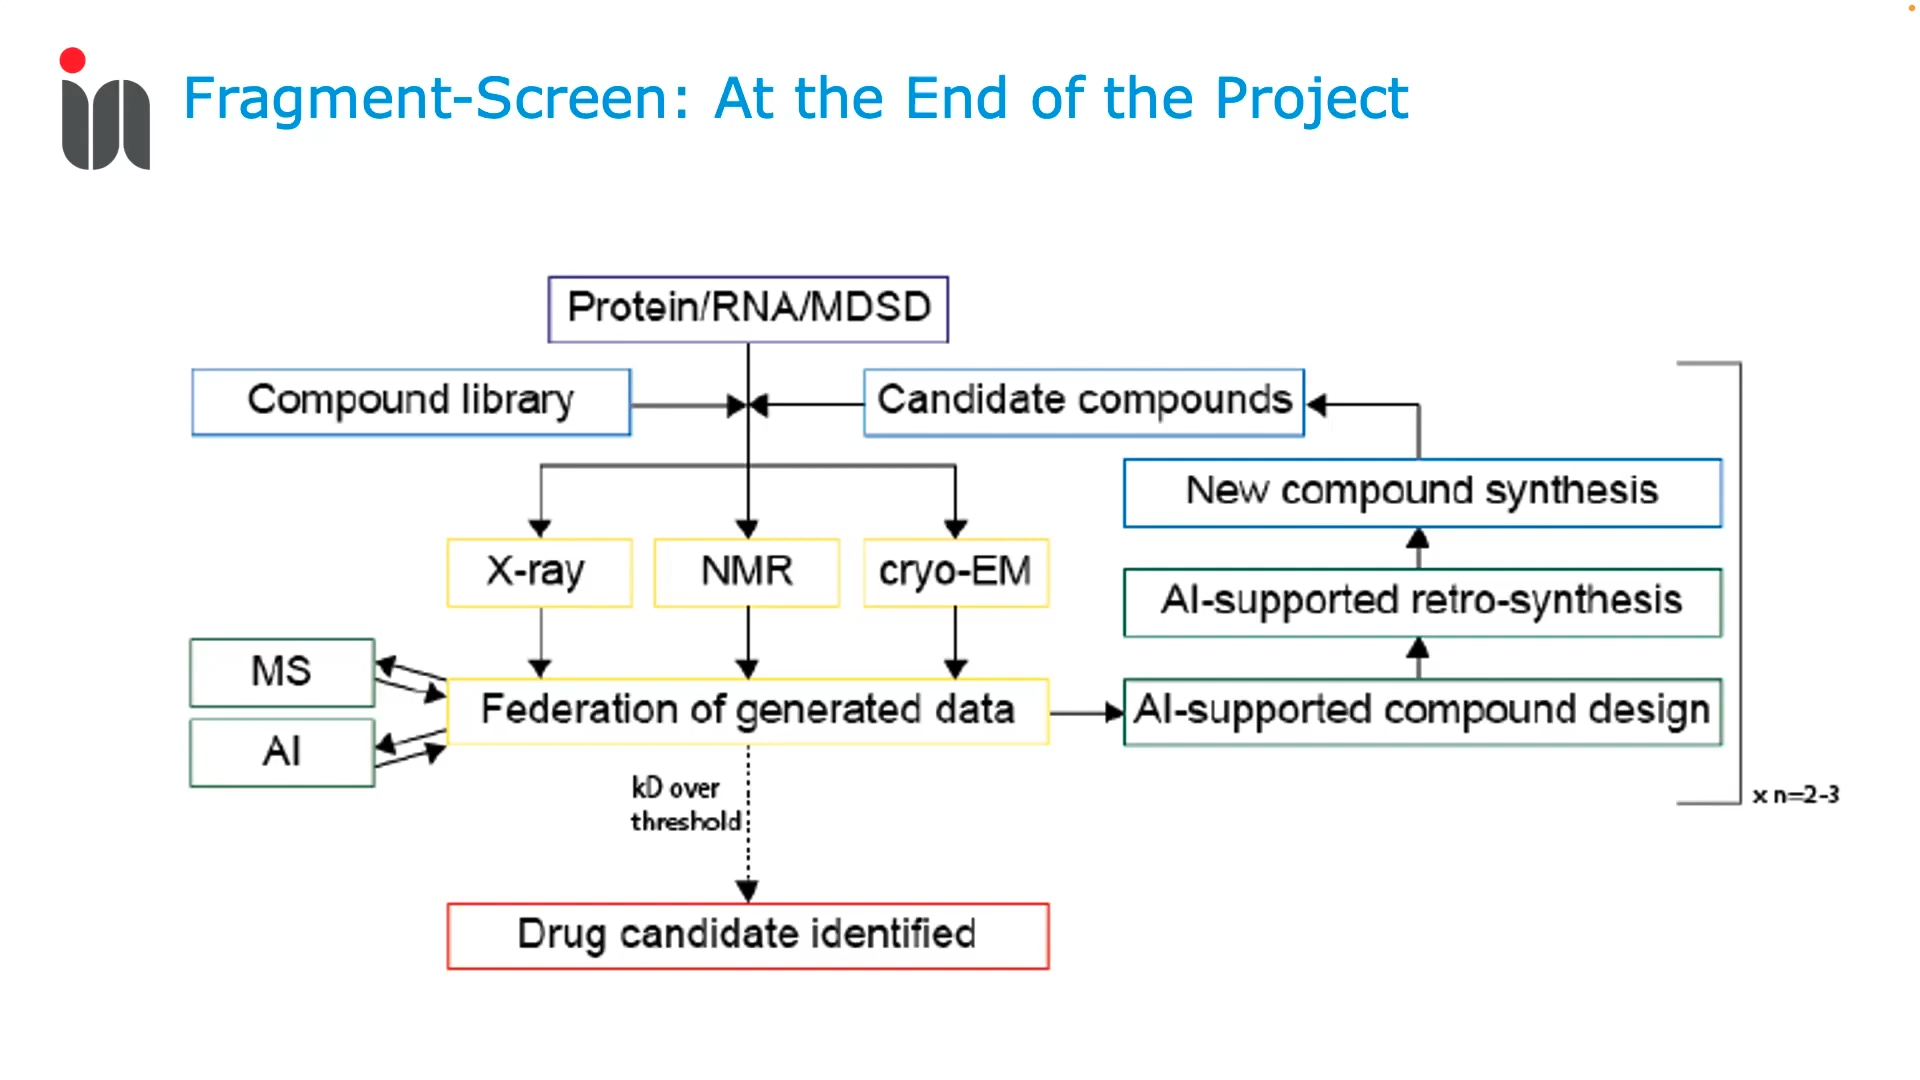 Fragment-Screen: At the End of the Project
Protein/RNA/MDSD
Compound library
Candidate compounds
New compound synthesis
X-ray
NMR
cryo-EM
AI-supported retro-synthesis
MS
Federation of generated data
AI-supported compound design
AI
kD over
threshold
x n=2-3
Drug candidate identified